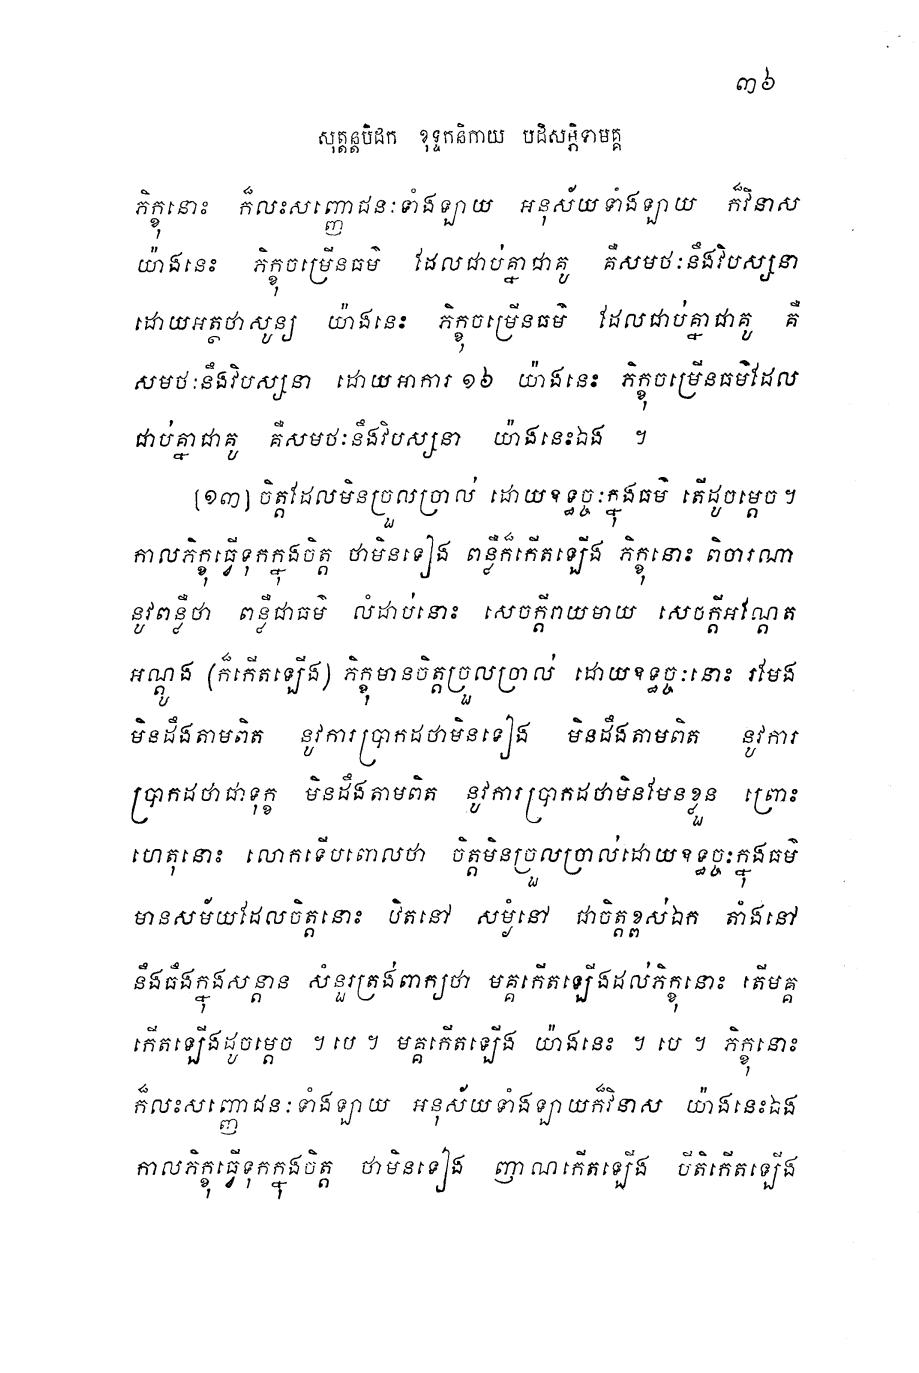 ៣៦
សុត្តន្តបិដក ខុទ្ទកនិកាយ បដិសម្ភិទាមគ្គ
ភិក្ខុនោះ ក៏លះសញ្ញោជនៈទាំងឡាយ អនុស័យទាំងឡាយ ក៏វិនាស
យ៉ាងនេះ ភិក្ខុចម្រើនធម៌ ដែលជាប់គ្នាជាគូ គឺសមថៈនឹងវិបស្សនា
ដោយអត្ថថាសូន្យ យ៉ាងនេះ ភិក្ខុចម្រើនធម៌ ដែលជាប់គ្នាជាគូ គឺ
សមថៈនឹងវិបស្សនា ដោយអាការ ១៦ យ៉ាងនេះ ភិក្ខុចម្រើនធម៌ដែល
ជាប់គ្នាជាគូ គឺសមថៈនឹងវិបស្សនា យ៉ាងនេះឯង ។
[១៣] ចិត្តដែលមិនច្រួលច្រាល់ ដោយឧទ្ធច្ចៈក្នុងធម៌ តើដូចម្តេច។
កាលភិក្ខុធ្វើទុកក្នុងចិត្ត ថាមិនទៀង ពន្លឺក៏កើតឡើង ភិក្ខុនោះ ពិចារណា
នូវពន្លឺថា ពន្លឺជាធម៌ លំដាប់នោះ សេចក្តីរាយមាយ សេចក្តីអណ្តែត
អណ្តូង (ក៏កើតឡើង) ភិក្ខុមានចិត្តច្រួលច្រាល់ ដោយឧទ្ធច្ចៈនោះ រមែង
មិនដឹងតាមពិត នូវការប្រាកដថាមិនទៀង មិនដឹងតាមពិត នូវការ
ប្រាកដថាជាទុក្ខ មិនដឹងតាមពិត នូវការប្រាកដថាមិនមែនខ្លួន ព្រោះ
ហេតុនោះ លោកទើបពោលថា ចិត្តមិនច្រួលច្រាល់ដោយឧទ្ធច្ចៈក្នុងធម៌
មានសម័យដែលចិត្តនោះ ឋិតនៅ សម្ងំនៅ ជាចិត្តខ្ពស់ឯក តាំងនៅ
នឹងធឹងក្នុងសន្តាន សំនួរត្រង់ពាក្យថា មគ្គកើតឡើងដល់ភិក្ខុនោះ តើមគ្គ
កើតឡើងដូចម្តេច ។ បេ ។ មគ្គកើតឡើង យ៉ាងនេះ ។ បេ ។ ភិក្ខុនោះ
ក៏លះសញ្ញោជនៈទាំងឡាយ អនុស័យទាំងឡាយក៏វិនាស យ៉ាងនេះឯង
កាលភិក្ខុធ្វើទុកក្នុងចិត្ត ថាមិនទៀង ញាណកើតឡើង បីតិកើតឡើង